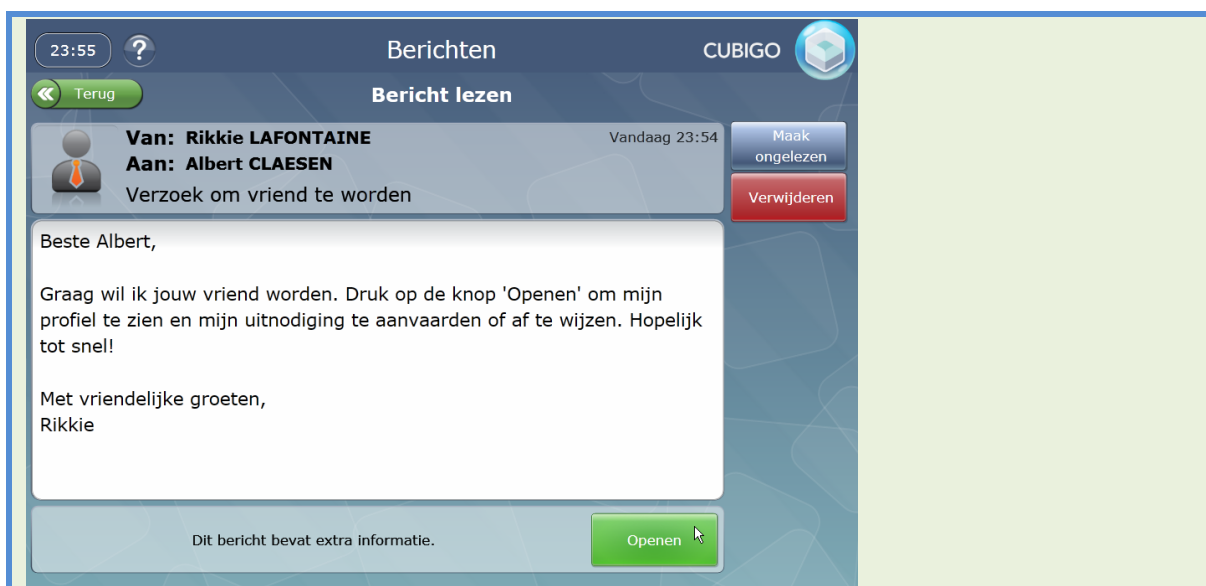 23:55 ? Berichten CUBIGO
Terug Bericht lezen
Van: Rikkie LAFONTAINE Vandaag 23:54
Aan: Albert CLAESEN
Verzoek om vriend te worden
Maak
ongelezen
Verwijderen
Beste Albert,
Graag wil ik jouw vriend worden. Druk op de knop 'Openen' om mijn
profiel te zien en mijn uitnodiging te aanvaarden of af te wijzen. Hopelijk
tot snel!
Met vriendelijke groeten,
Rikkie
Dit bericht bevat extra informatie. Openen